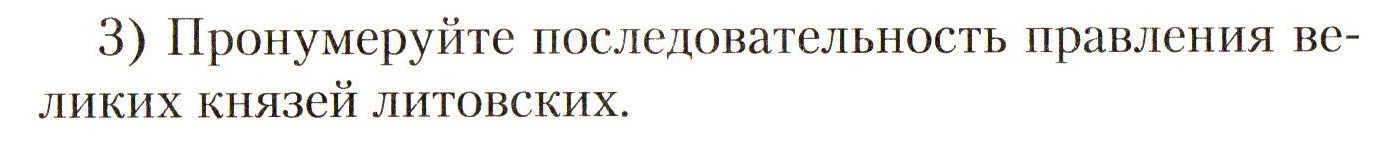 3) Пронумеруйте последовательность правления ве-
ликих князей литовских.